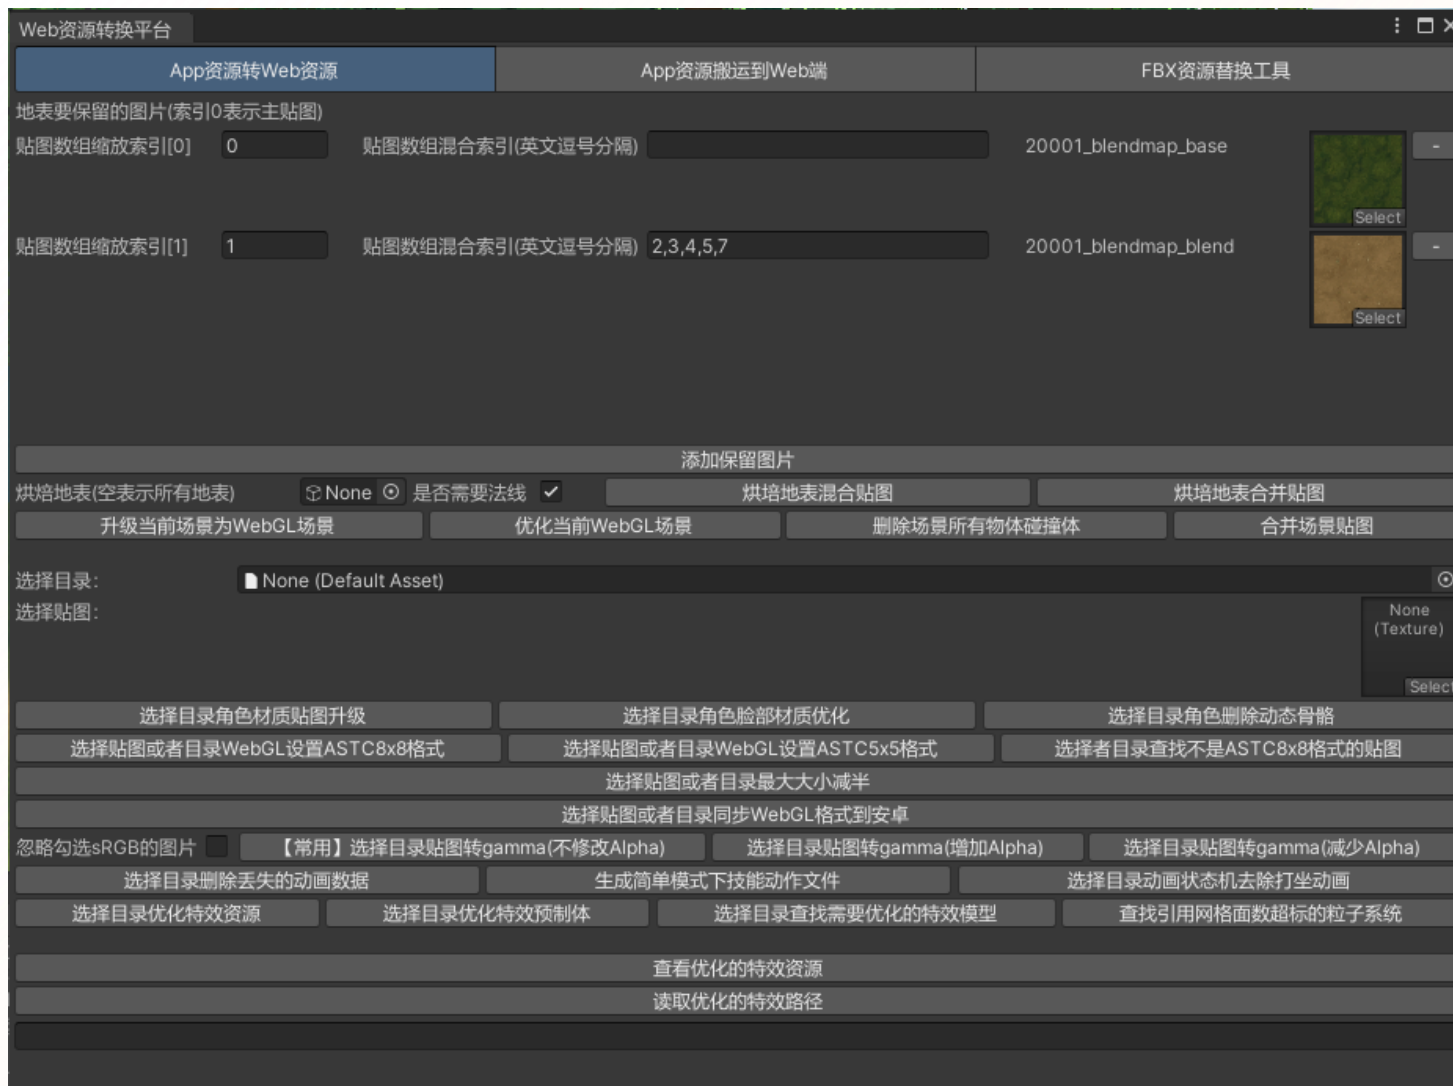 Web资源转换平台
App资源转Web资源 App资源搬运到Web端 FBX资源替换工具
地表要保留的图片(索引0表示主贴图)
贴图数组缩放索引[0] 0 贴图数组混合索引(英文逗号分隔) 20001_blendmap_base -
Select
贴图数组缩放索引[1] 1 贴图数组混合索引(英文逗号分隔) 2,3,4,5,7 20001_blendmap_blend -
Select
添加保留图片
烘焙地表(空表示所有地表) None 是否需要法线 烘焙地表混合贴图 烘焙地表合并贴图
升级当前场景为WebGL场景 优化当前WebGL场景 删除场景所有物体碰撞体 合并场景贴图
选择目录: None (Default Asset)
选择贴图: None
(Texture)
Select
选择目录角色材质贴图升级 选择目录角色脸部材质优化 选择目录角色删除动态骨骼
选择贴图或者目录WebGL设置ASTC8x8格式 选择贴图或者目录WebGL设置ASTC5x5格式 选择者目录查找不是ASTC8x8格式的贴图
选择贴图或者目录最大大小减半
选择贴图或者目录同步WebGL格式到安卓
忽略勾选sRGB的图片 【常用】选择目录贴图转gamma(不修改Alpha) 选择目录贴图转gamma(增加Alpha) 选择目录贴图转gamma(减少Alpha)
选择目录删除丢失的动画数据 生成简单模式下技能动作文件 选择目录动画状态机去除打坐动画
选择目录优化特效资源 选择目录优化特效预制体 选择目录查找需要优化的特效模型 查找引用网格面数超标的粒子系统
查看优化的特效资源
读取优化的特效路径